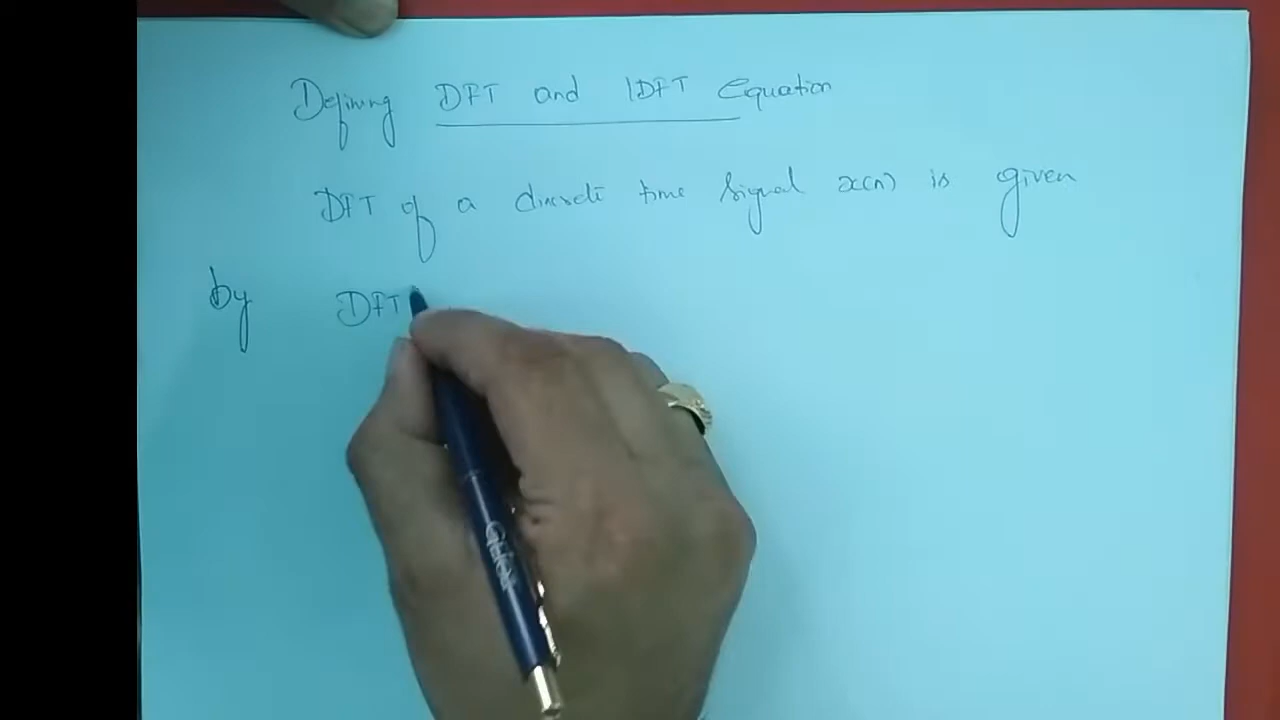 Defining DFT and IDFT Equation
DFT of a discrete time signal x(n) is given
by DFT